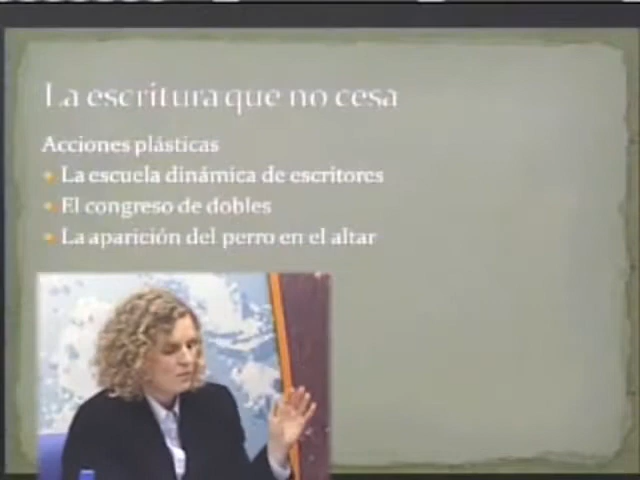 La escritura que no cesa
Acciones plásticas
La escuela dinámica de escritores
El congreso de dobles
La aparición del perro en el altar